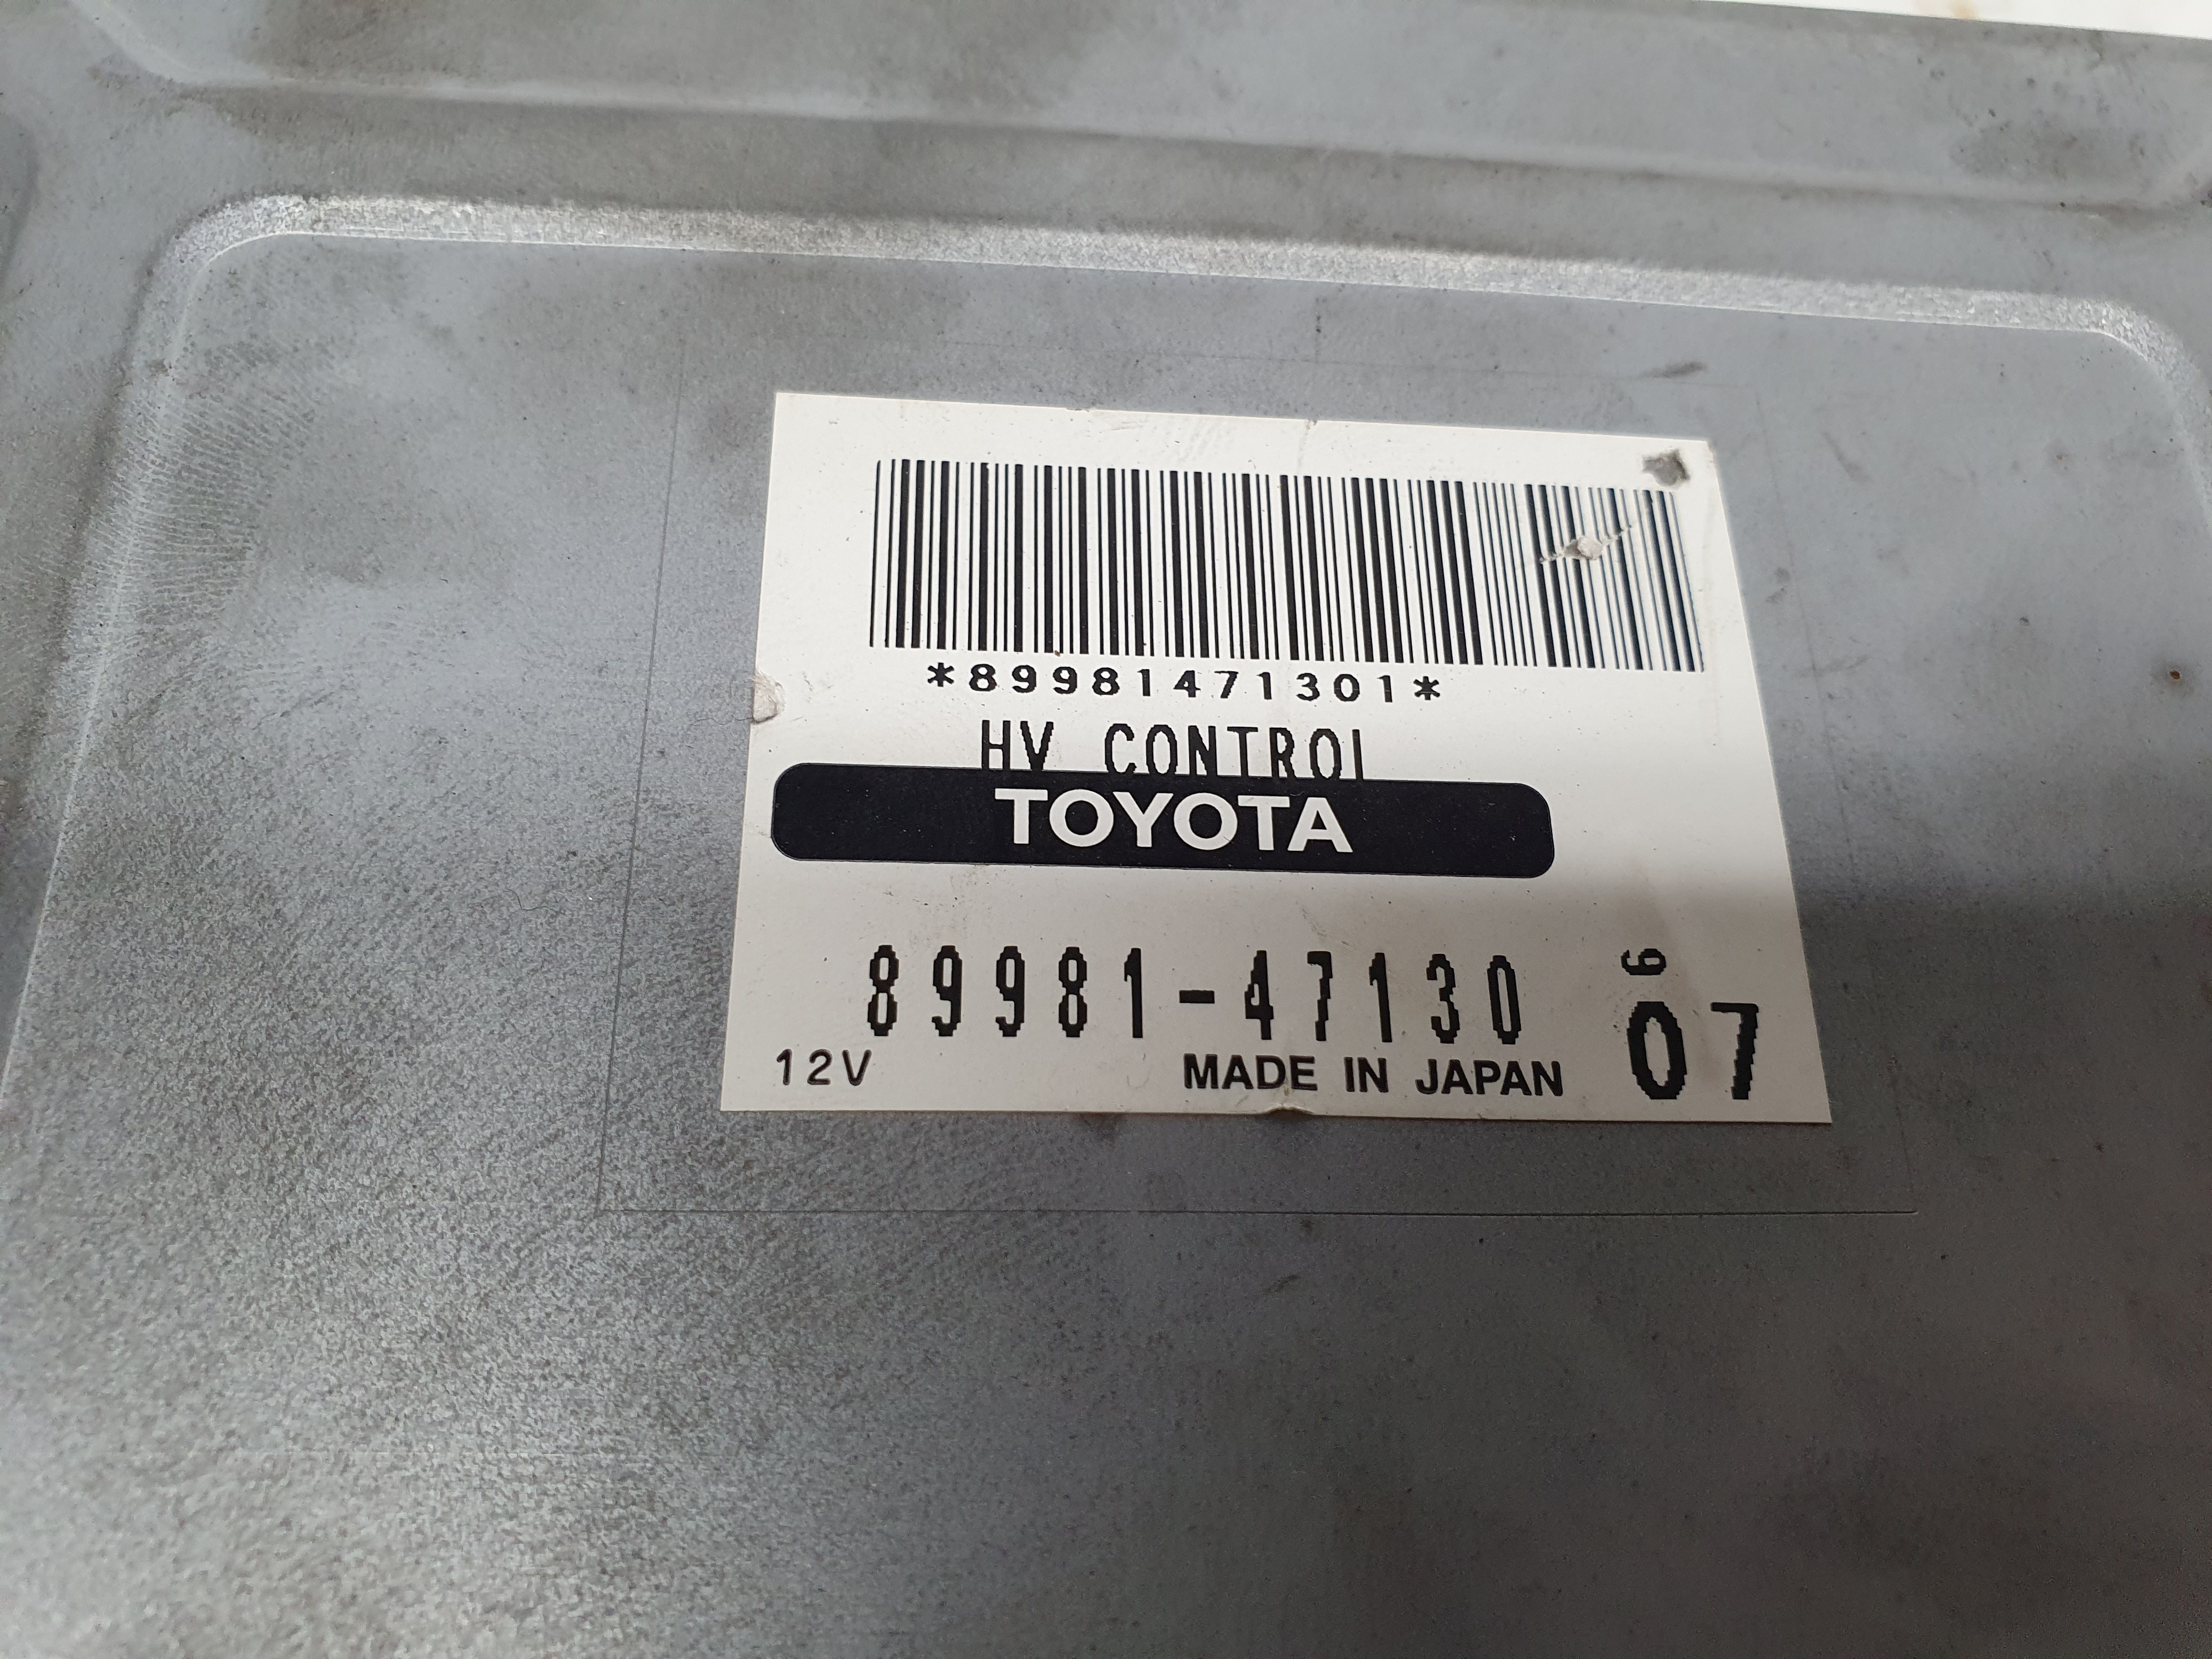 *89981471301*
HV CONTROL
TOYOTA
89981-47130
6
07
12V
MADE IN JAPAN